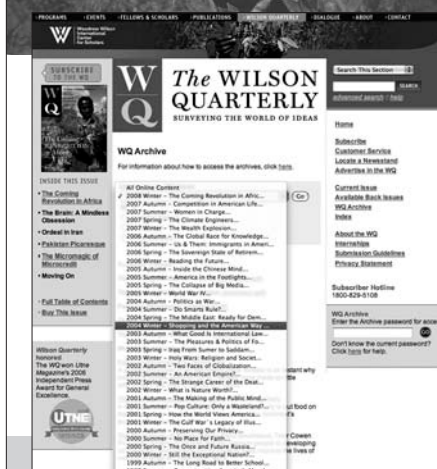 PROGRAMS
EVENTS
FELLOWS & SCHOLARS
PUBLICATIONS
WILSON QUARTERLY
DIALOGUE
ABOUT
CONTACT
Woodrow Wilson
International
Center
for Scholars
SUBSCRIBE
TO THE WQ
INSIDE THIS ISSUE
• The Coming
Revolution in Africa
• The Brain: A Mindless
Obsession
• Ordeal in Iran
• Pakistan Picaresque
• The Micromagic of
Microcredit
• Moving On
• Full Table of Contents
• Buy This Issue
Wilson Quarterly
honored
The WQ won Utne
Magazine's 2006
Independent Press
Award for General
Excellence.
UTNE
W
Q
The WILSON
QUARTERLY
SURVEYING THE WORLD OF IDEAS
WQ Archive
For information about how to access the archives, click here.
All Online Content
✓ 2008 Winter - The Coming Revolution in Afric...
2007 Autumn - Competition in American Life...
2007 Summer - Women in Charge...
2007 Spring - The Climate Engineers...
2007 Winter - The Wealth Explosion...
2006 Autumn - The Global Race for Knowledge...
2006 Summer - Us & Them: Immigrants in Ameri...
2006 Spring - The Sovereign State of Retirem...
2006 Winter - Reading the Future...
2005 Autumn - Inside the Chinese Mind...
2005 Summer - America in the Footlights...
2005 Spring - The Collapse of Big Media...
2005 Winter - World War IV...
2004 Autumn - Politics as War...
2004 Summer - Do Smarts Rule?...
2004 Spring - The Middle East: Ready for Dem...
2004 Winter - Shopping and the American Way ...
2003 Autumn - What Good Is International Law...
2003 Summer - The Pleasures & Politics of Fo...
2003 Spring - Iraq From Sumer to Saddam...
2003 Winter - Holy Wars: Religion and Societ...
2002 Autumn - Two Faces of Globalization...
2002 Summer - An American Empire?...
2002 Spring - The Strange Career of the Deat...
2002 Winter - What is Nature Worth?...
2001 Autumn - The Making of the Public Mind...
2001 Summer - Pop Culture: Only a Wasteland?...
2001 Spring - How the World Views America...
2001 Winter - The Gulf War's Legacy of Illus...
2000 Autumn - Preserving Our Privacy...
2000 Summer - No Place for Faith...
2000 Spring - The Once and Future Russia...
2000 Winter - Still the Exceptional Nation?...
1999 Autumn - The Long Road to Better School...
Go
Search This Section
SEARCH
advanced search | help
Home
Subscribe
Customer Service
Locate a Newsstand
Advertise in the WQ
Current Issue
Available Back Issues
WQ Archive
Index
About the WQ
Internships
Submission Guidelines
Privacy Statement
Subscriber Hotline
1800-829-5108
WQ Archive
Enter the Archive password for acce
GO
Don't know the current password?
Click here for help.